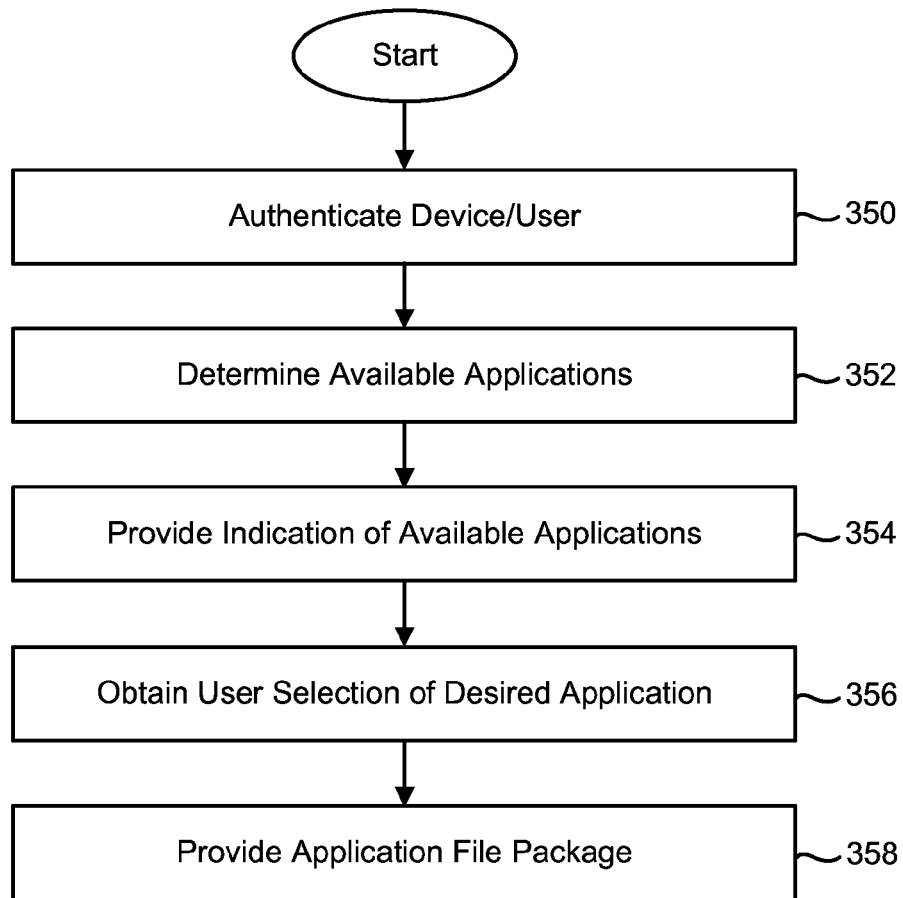 Start
Authenticate Device/User
350
Determine Available Applications
352
Provide Indication of Available Applications
354
Obtain User Selection of Desired Application
356
Provide Application File Package
358